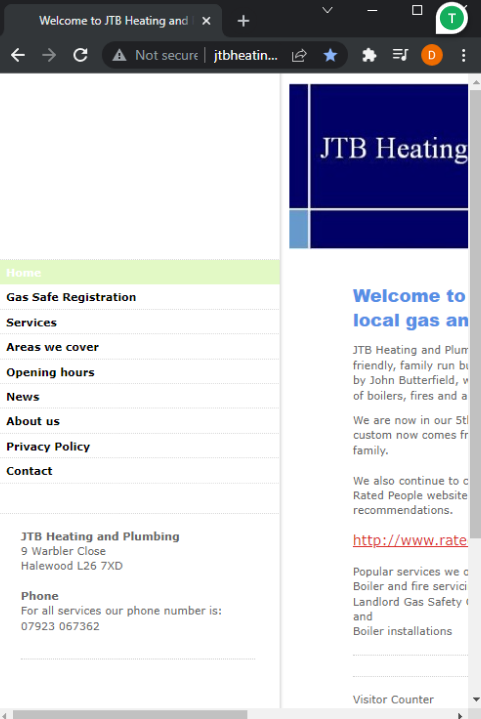 Welcome to JTB Heating and
T
Not secure
jtbheatin...
D
JTB Heating
Home
Gas Safe Registration
Services
Areas we cover
Opening hours
News
About us
Privacy Policy
Contact
JTB Heating and Plumbing
9 Warbler Close
Halewood L26 7XD
Phone
For all services our phone number is:
07923 067362
Welcome to
local gas an
JTB Heating and Plum
friendly, family run bu
by John Butterfield, w
of boilers, fires and a
We are now in our 5th
custom now comes fr
family.
We also continue to c
Rated People website
recommendations.
http://www.rate
Popular services we o
Boiler and fire servici
Landlord Gas Safety
and
Boiler installations
Visitor Counter